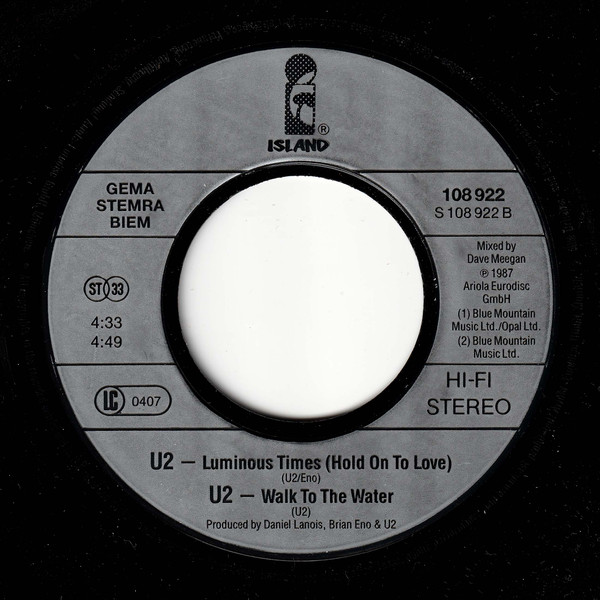 ®
ISLAND
GEMA
STEMRA
BIEM
108 922
S 108 922 B
ST 33
4:33
4:49
Mixed by
Dave Meegan
℗ 1987
Ariola Eurodisc
GmbH
(1) Blue Mountain
Music Ltd./Opal Ltd.
(2) Blue Mountain
Music Ltd.
LC 0407
HI-FI
STEREO
U2 — Luminous Times (Hold On To Love)
(U2/Eno)
U2 — Walk To The Water
(U2)
Produced by Daniel Lanois, Brian Eno & U2